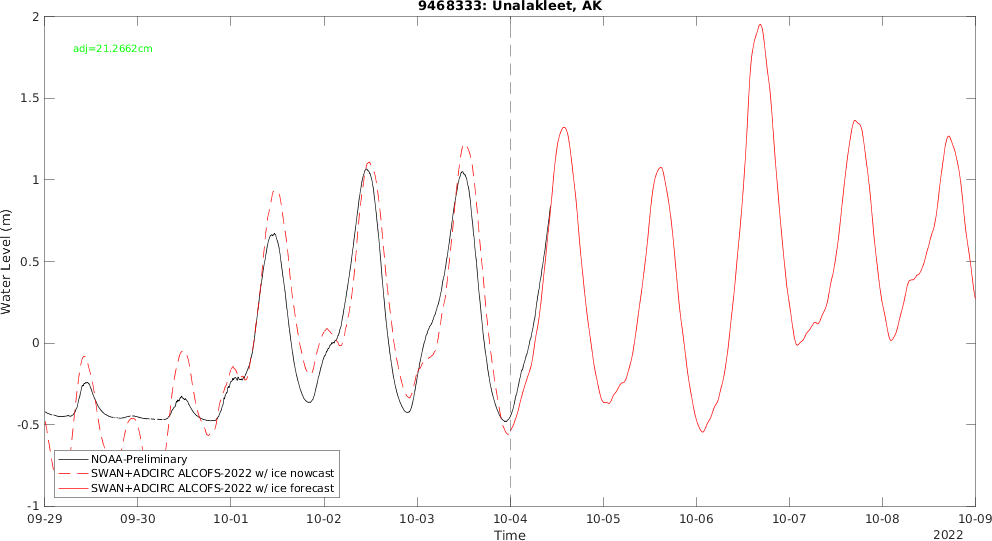 9468333: Unalakleet, AK
adj=21.2662cm
2
1.5
1
0.5
0
-0.5
-1
Water Level (m)
NOAA-Preliminary
SWAN+ADCIRC ALCOFS-2022 w/ ice nowcast
SWAN+ADCIRC ALCOFS-2022 w/ ice forecast
09-29 09-30 10-01 10-02 10-03 10-04 10-05 10-06 10-07 10-08 10-09
Time
2022